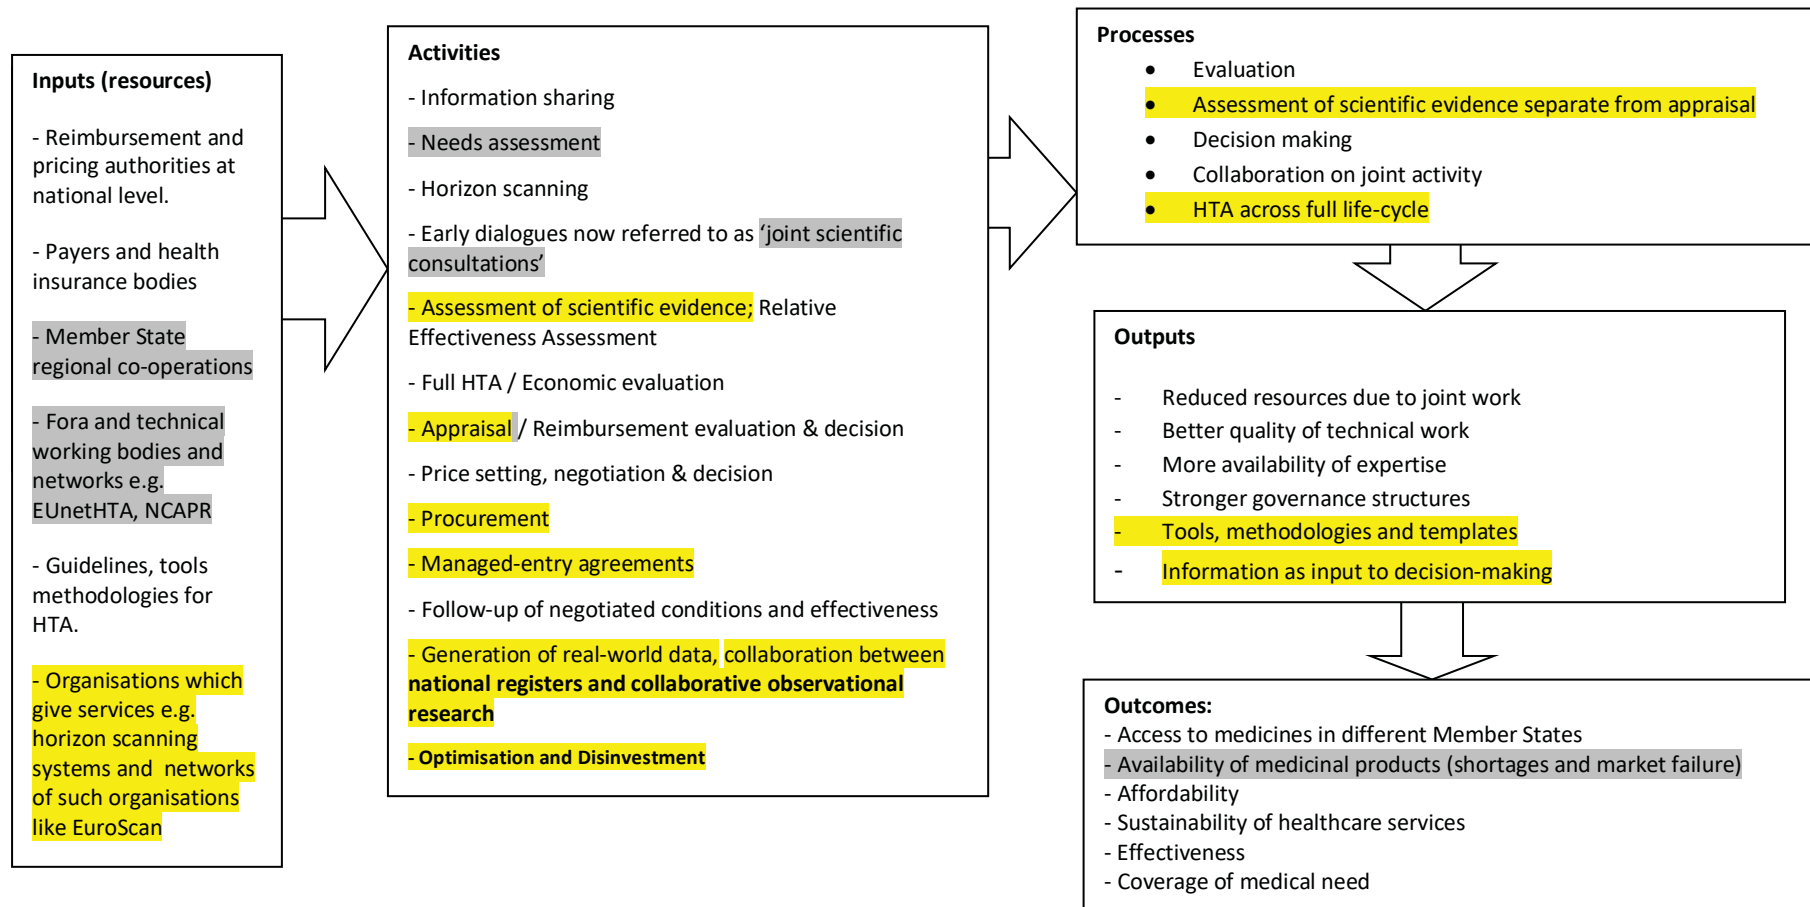 Inputs (resources)
- Reimbursement and
pricing authorities at
national level.
- Payers and health
insurance bodies
- Member State
regional co-operations
- Fora and technical
working bodies and
networks e.g.
EUnetHTA, NCAPR
- Guidelines, tools
methodologies for
HTA.
- Organisations which
give services e.g.
horizon scanning
systems and networks
of such organisations
like EuroScan
Activities
- Information sharing
- Needs assessment
- Horizon scanning
- Early dialogues now referred to as ‘joint scientific
consultations’
- Assessment of scientific evidence; Relative
Effectiveness Assessment
- Full HTA / Economic evaluation
- Appraisal / Reimbursement evaluation & decision
- Price setting, negotiation & decision
- Procurement
- Managed-entry agreements
- Follow-up of negotiated conditions and effectiveness
- Generation of real-world data, collaboration between
national registers and collaborative observational
research
- Optimisation and Disinvestment
Processes
• Evaluation
• Assessment of scientific evidence separate from appraisal
• Decision making
• Collaboration on joint activity
• HTA across full life-cycle
Outputs
- Reduced resources due to joint work
- Better quality of technical work
- More availability of expertise
- Stronger governance structures
- Tools, methodologies and templates
- Information as input to decision-making
Outcomes:
- Access to medicines in different Member States
- Availability of medicinal products (shortages and market failure)
- Affordability
- Sustainability of healthcare services
- Effectiveness
- Coverage of medical need